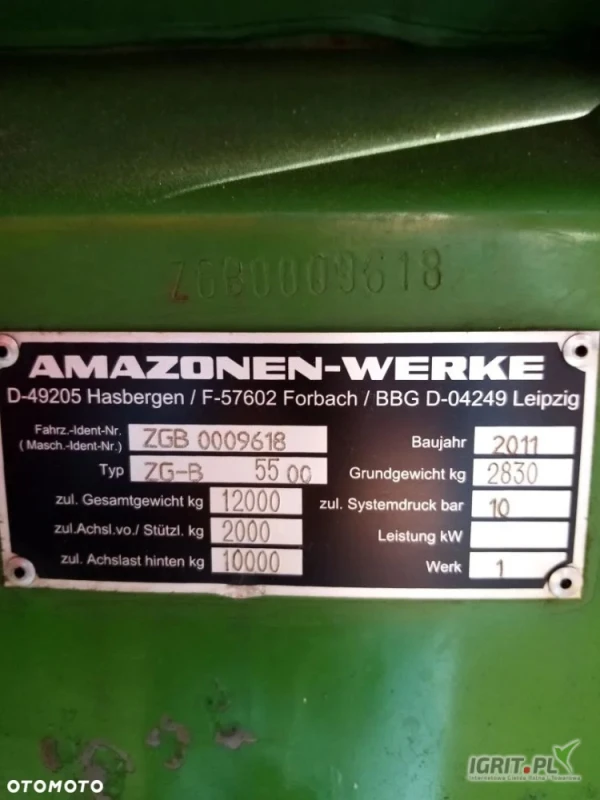 ZGB0009618
AMAZONEN-WERKE
D-49205 Hasbergen / F-57602 Forbach / BBG D-04249 Leipzig
Fahrz.-Ident-Nr.
(Masch.-Ident-Nr.) ZGB 0009618 Baujahr 2011
Typ ZG-B 55 00 Grundgewicht kg 2830
zul. Gesamtgewicht kg 12000 zul. Systemdruck bar 10
zul.Achsl.vo./ Stützl. kg 2000 Leistung kW
zul. Achslast hinten kg 10000 Werk 1
IGRIT.PL
OTOMOTO